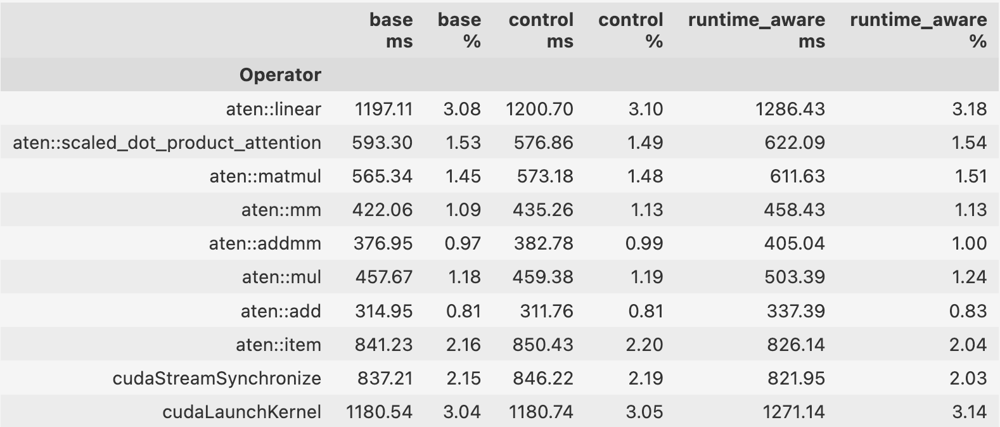 base base control control runtime_aware runtime_aware
ms % ms % ms %
Operator
aten::linear 1197.11 3.08 1200.70 3.10 1286.43 3.18
aten::scaled_dot_product_attention 593.30 1.53 576.86 1.49 622.09 1.54
aten::matmul 565.34 1.45 573.18 1.48 611.63 1.51
aten::mm 422.06 1.09 435.26 1.13 458.43 1.13
aten::addmm 376.95 0.97 382.78 0.99 405.04 1.00
aten::mul 457.67 1.18 459.38 1.19 503.39 1.24
aten::add 314.95 0.81 311.76 0.81 337.39 0.83
aten::item 841.23 2.16 850.43 2.20 826.14 2.04
cudaStreamSynchronize 837.21 2.15 846.22 2.19 821.95 2.03
cudaLaunchKernel 1180.54 3.04 1180.74 3.05 1271.14 3.14